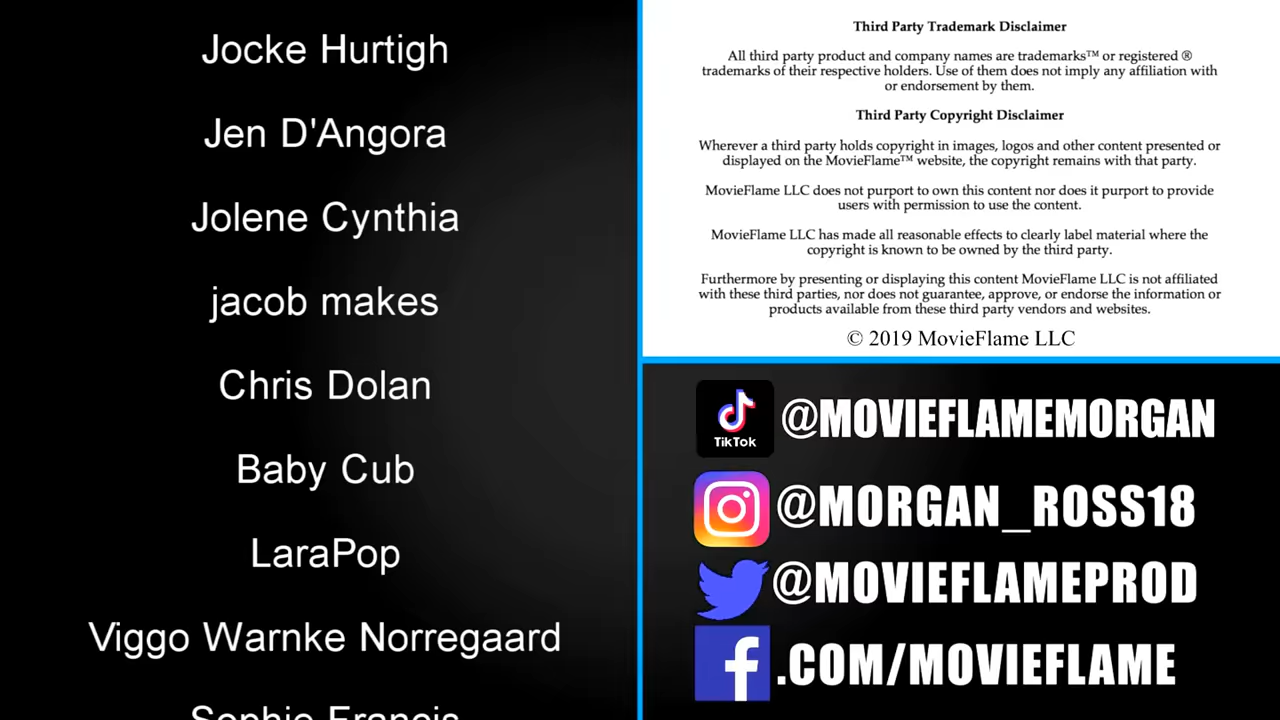 Jocke Hurtigh
Jen D'Angora
Jolene Cynthia
jacob makes
Chris Dolan
Baby Cub
LaraPop
Viggo Warnke Norregaard
Sophie Francis
Third Party Trademark Disclaimer
All third party product and company names are trademarks™ or registered ®
trademarks of their respective holders. Use of them does not imply any affiliation with
or endorsement by them.
Third Party Copyright Disclaimer
Wherever a third party holds copyright in images, logos and other content presented or
displayed on the MovieFlame™ website, the copyright remains with that party.
MovieFlame LLC does not purport to own this content nor does it purport to provide
users with permission to use the content.
MovieFlame LLC has made all reasonable effects to clearly label material where the
copyright is known to be owned by the third party.
Furthermore by presenting or displaying this content MovieFlame LLC is not affiliated
with these third parties, nor does not guarantee, approve, or endorse the information or
products available from these third party vendors and websites.
© 2019 MovieFlame LLC
TikTok
@MOVIEFLAMEMORGAN
@MORGAN_ROSS18
@MOVIEFLAMEPROD
f
.COM/MOVIEFLAME